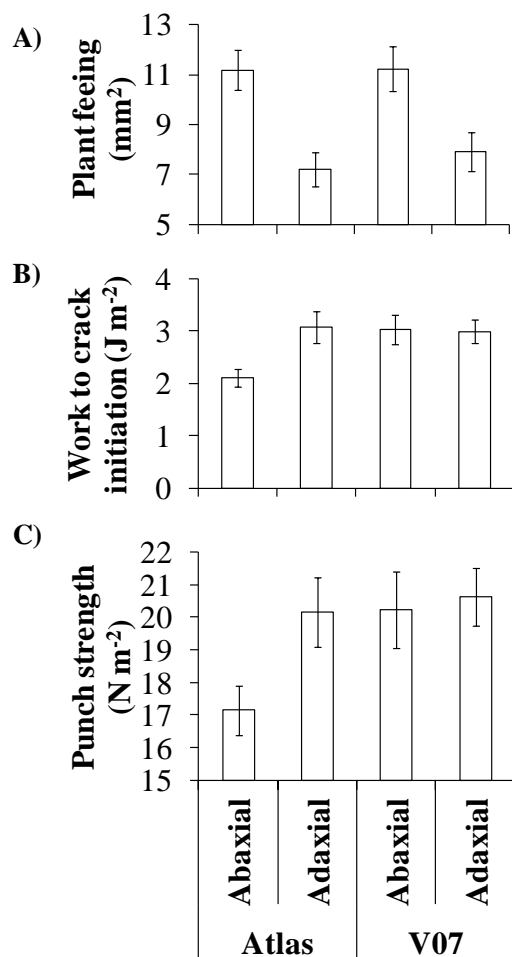 A)
Plant feeing
(mm²)
13
11
9
7
5
B)
Work to crack
initiation (J m⁻²)
4
3
2
1
0
C)
Punch strength
(N m⁻²)
22
21
20
19
18
17
16
15
Abaxial
Adaxial
Abaxial
Adaxial
Atlas
V07